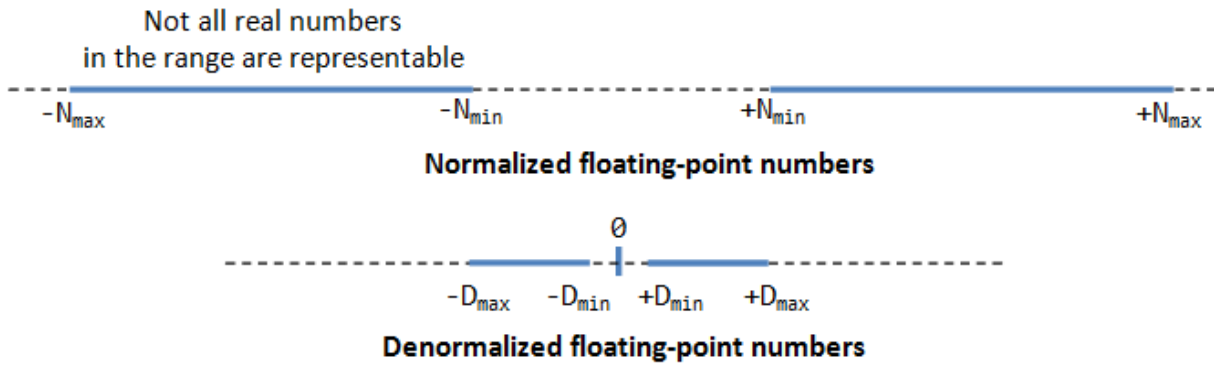 Not all real numbers
in the range are representable
-Nmax -Nmin +Nmin +Nmax
Normalized floating-point numbers
0
-Dmax -Dmin +Dmin +Dmax
Denormalized floating-point numbers